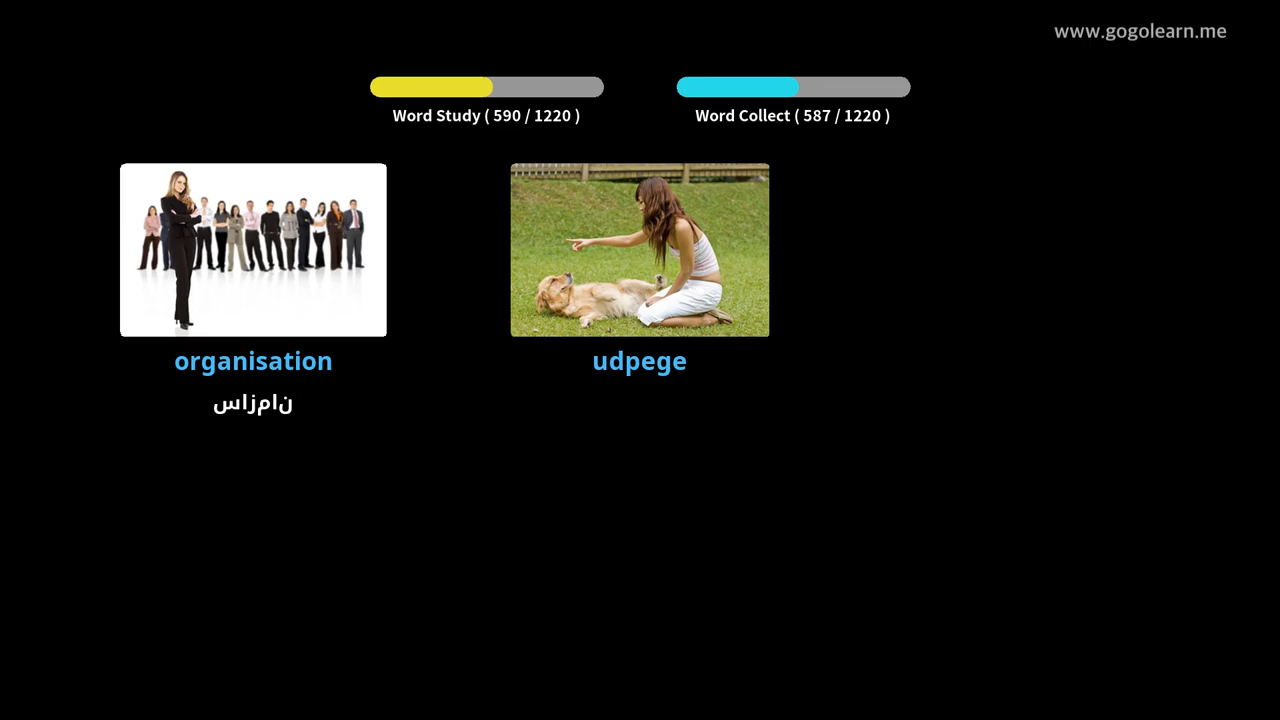 www.gogolearn.me
Word Study ( 590 / 1220 )
Word Collect ( 587 / 1220 )
organisation
سازمان
udpege